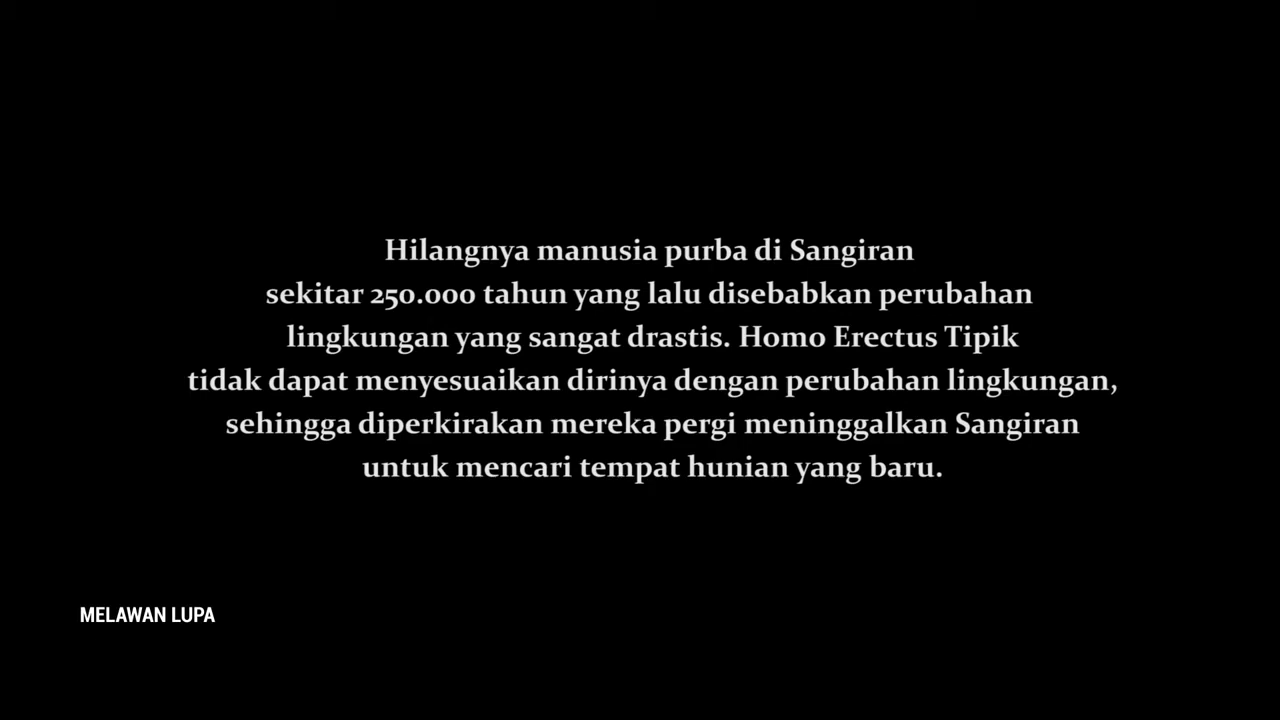 Hilangnya manusia purba di Sangiran
sekitar 250.000 tahun yang lalu disebabkan perubahan
lingkungan yang sangat drastis. Homo Erectus Tipik
tidak dapat menyesuaikan dirinya dengan perubahan lingkungan,
sehingga diperkirakan mereka pergi meninggalkan Sangiran
untuk mencari tempat hunian yang baru.
MELAWAN LUPA